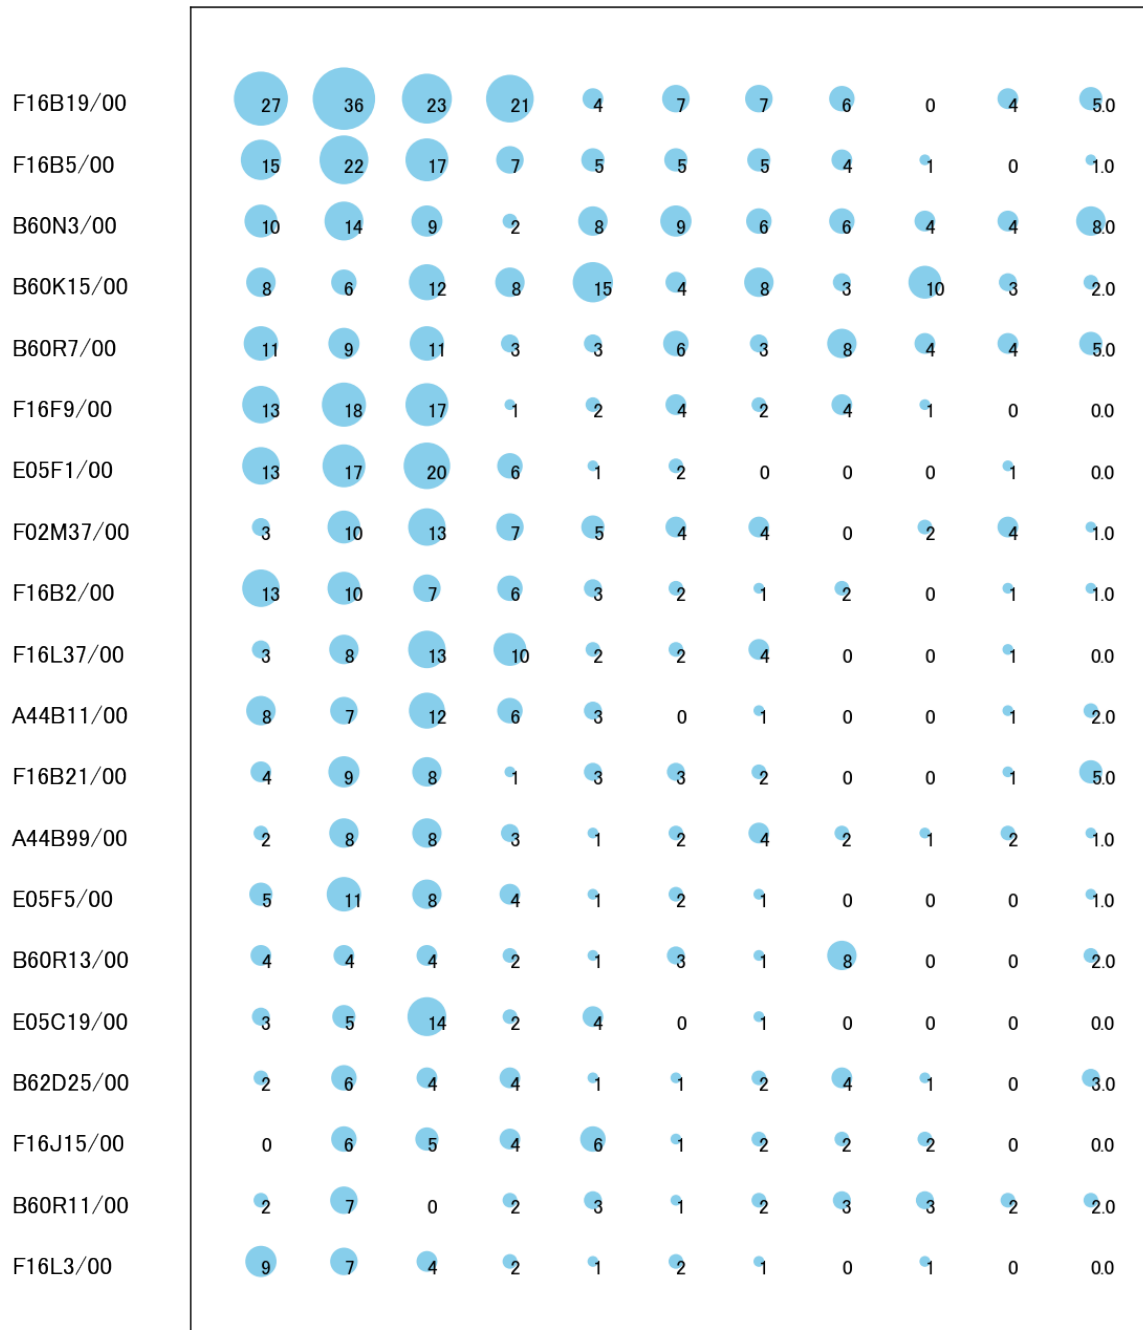 F16B19/00 27 36 23 21 4 7 7 6 0 4 5.0
F16B5/00 15 22 17 7 5 5 5 4 1 0 1.0
B60N3/00 10 14 9 2 8 9 6 6 4 4 8.0
B60K15/00 8 6 12 8 15 4 8 3 10 3 2.0
B60R7/00 11 9 11 3 3 6 3 8 4 4 5.0
F16F9/00 13 18 17 1 2 4 2 4 1 0 0.0
E05F1/00 13 17 20 6 1 2 0 0 0 1 0.0
F02M37/00 3 10 13 7 5 4 4 0 2 4 1.0
F16B2/00 13 10 7 6 3 2 1 2 0 1 1.0
F16L37/00 3 8 13 10 2 2 4 0 0 1 0.0
A44B11/00 8 7 12 6 3 0 1 0 0 1 2.0
F16B21/00 4 9 8 1 3 3 2 0 0 1 5.0
A44B99/00 2 8 8 3 1 2 4 2 1 2 1.0
E05F5/00 5 11 8 4 1 2 1 0 0 0 1.0
B60R13/00 4 4 4 2 1 3 1 8 0 0 2.0
E05C19/00 3 5 14 2 4 0 1 0 0 0 0.0
B62D25/00 2 6 4 4 1 1 2 4 1 0 3.0
F16J15/00 0 6 5 4 6 1 2 2 2 0 0.0
B60R11/00 2 7 0 2 3 1 2 3 3 2 2.0
F16L3/00 9 7 4 2 1 2 1 0 1 0 0.0